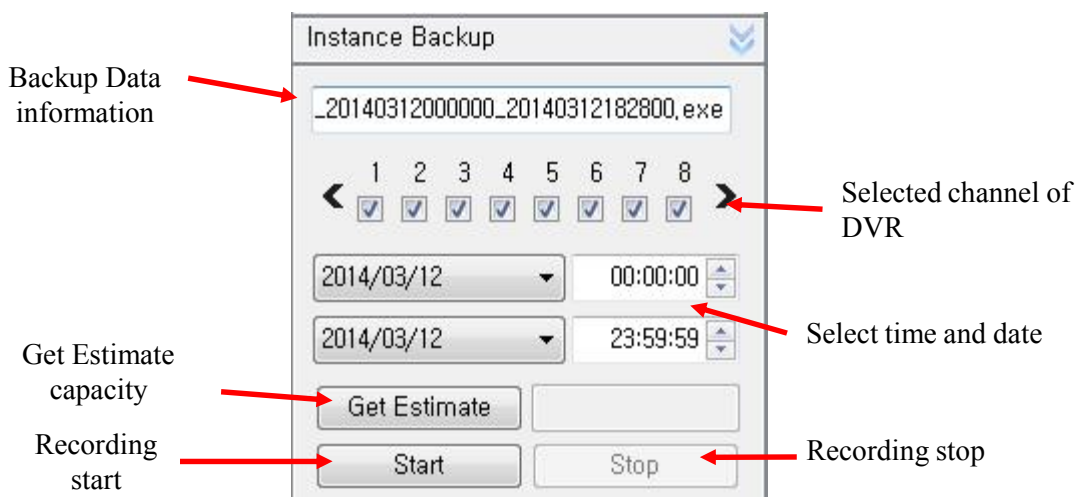 Instance Backup
Backup Data
information
_20140312000000_20140312182800,exe
1 2 3 4 5 6 7 8
Selected channel of
DVR
2014/03/12 00:00:00
Select time and date
2014/03/12 23:59:59
Get Estimate
capacity
Get Estimate
Recording
start
Start Stop
Recording stop